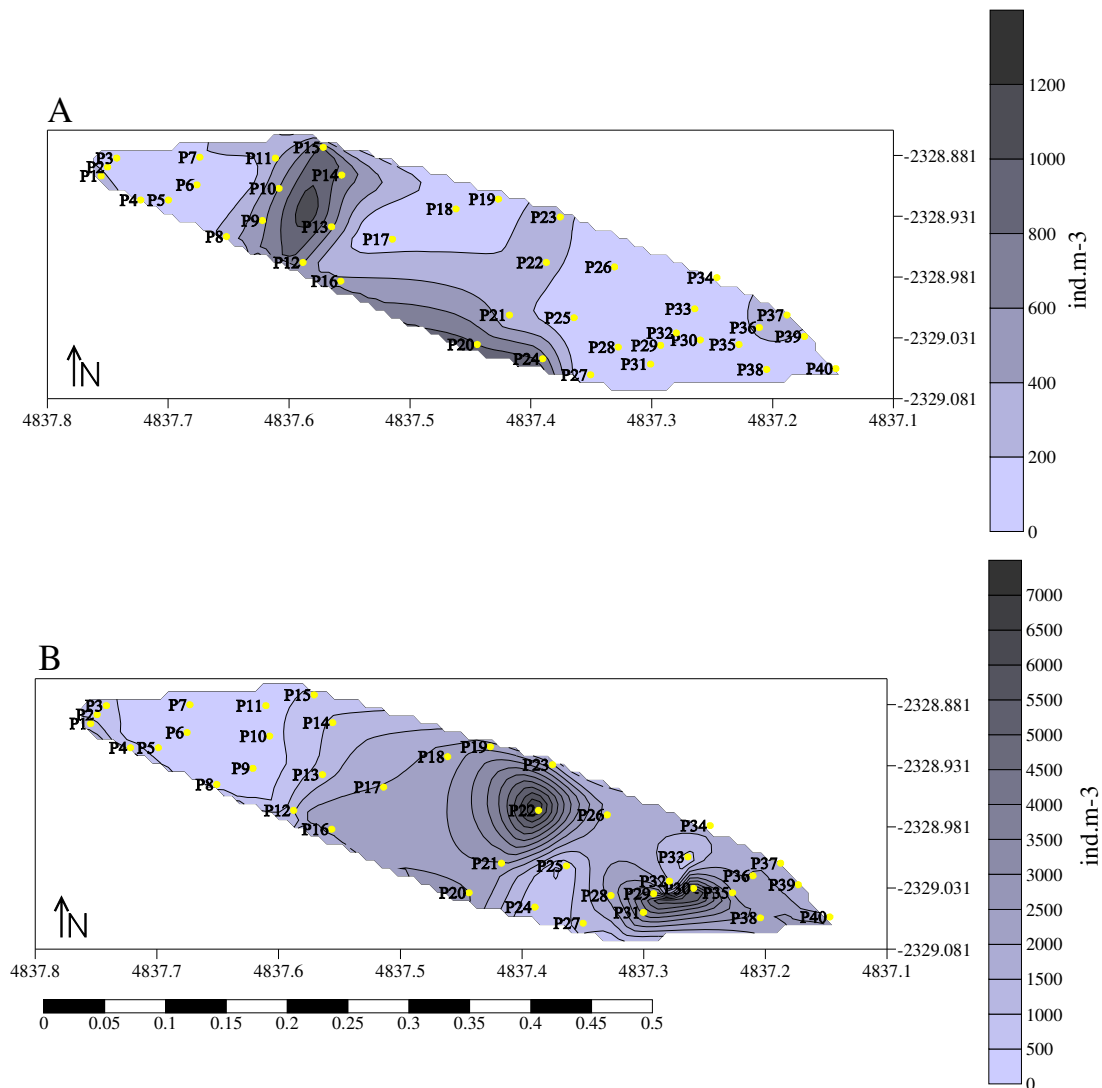 A
1200
1000
800
600
400
200
0
ind.m-3
P3
P2
P1
P7
P6
P4
P5
P11
P15
P14
P10
P9
P8
P13
P12
P16
P17
P18
P19
P23
P22
P21
P20
P24
P25
P26
P27
P28
P29
P32
P30
P31
P33
P34
P35
P36
P37
P39
P38
P40
-2328.881
-2328.931
-2328.981
-2329.031
-2329.081
N
4837.8 4837.7 4837.6 4837.5 4837.4 4837.3 4837.2 4837.1
B
7000
6500
6000
5500
5000
4500
4000
3500
3000
2500
2000
1500
1000
500
0
ind.m-3
P3
P2
P1
P7
P6
P4
P5
P11
P15
P14
P10
P9
P8
P13
P12
P16
P17
P18
P19
P23
P22
P21
P20
P24
P25
P26
P27
P28
P29
P32
P30
P31
P33
P34
P35
P36
P37
P39
P38
P40
-2328.881
-2328.931
-2328.981
-2329.031
-2329.081
N
4837.8 4837.7 4837.6 4837.5 4837.4 4837.3 4837.2 4837.1
0 0.05 0.1 0.15 0.2 0.25 0.3 0.35 0.4 0.45 0.5